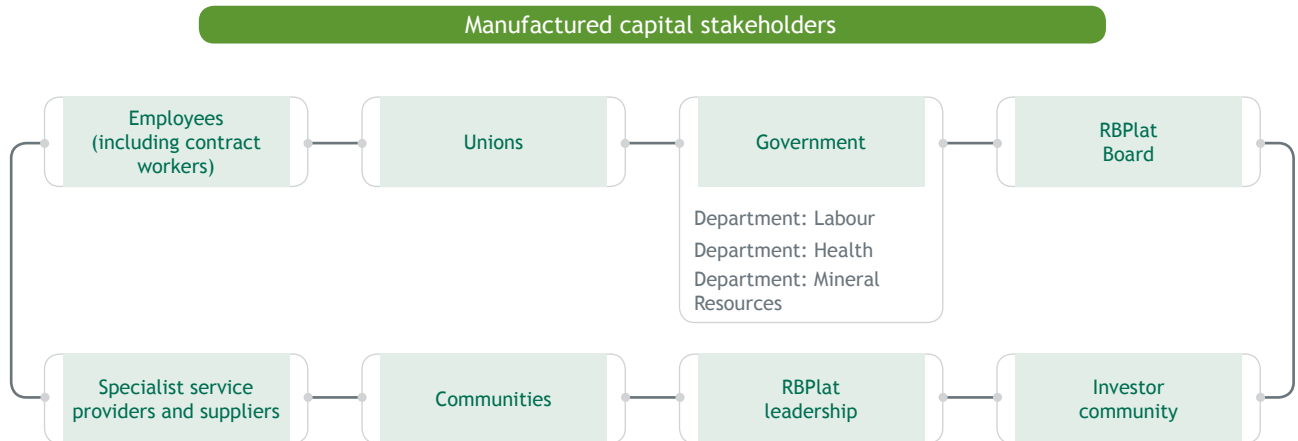 Manufactured capital stakeholders
Employees
(including contract
workers)
Unions
Government
RBPlat
Board
Department: Labour
Department: Health
Department: Mineral
Resources
Specialist service
providers and suppliers
Communities
RBPlat
leadership
Investor
community